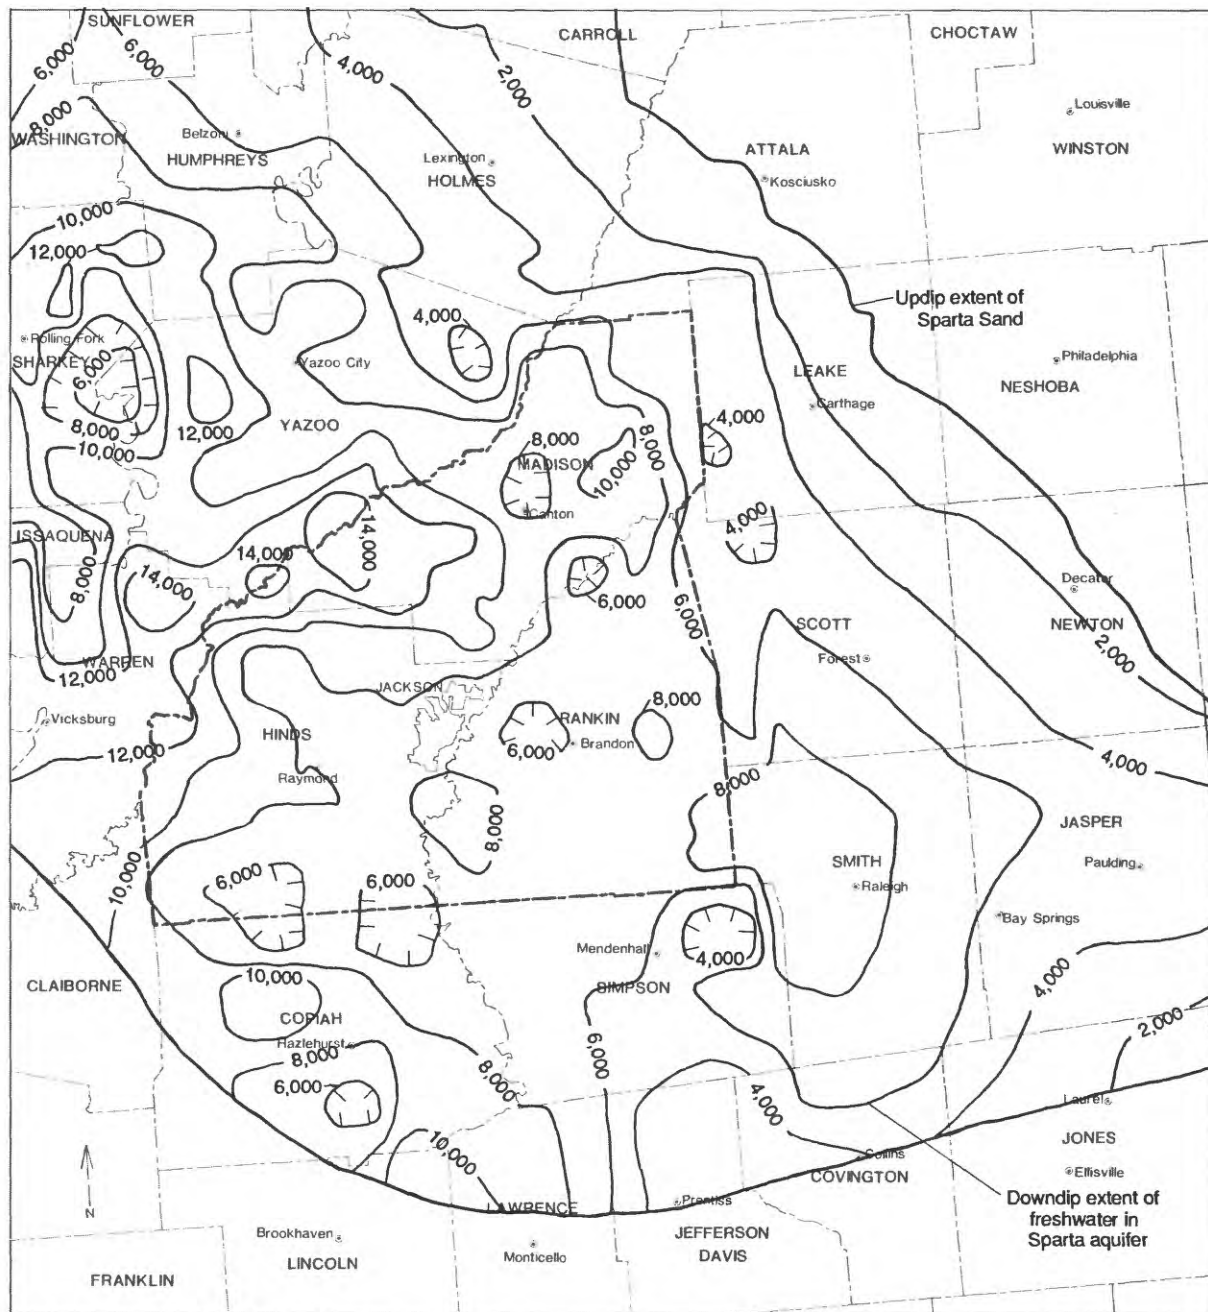 SUNFLOWER
CARROLL
CHOCTAW
6,000
6,000
4,000
2,000
Louisville
8,000
WASHINGTON
Belzoni
HUMPHREYS
Lexington
HOLMES
ATTALA
Kosciusko
WINSTON
10,000
12,000
Updip extent of
Sparta Sand
4,000
Rolling Fork
SHARKEY
6,000
Yazoo City
LEAKE
Philadelphia
NESHOBA
Carthage
8,000
12,000
YAZOO
4,000
10,000
8,000
MADISON
8,000
10,000
Canton
14,000
4,000
ISSAQUENA
8,000
14,000
14,000
6,000
6,000
Decatur
SCOTT
NEWTON
2,000
WARREN
12,000
Forest
JACKSON
Vicksburg
HINDS
RANKIN
8,000
12,000
6,000
Brandon
Raymond
8,000
4,000
8,000
JASPER
10,000
6,000
6,000
SMITH
Raleigh
Paulding
Bay Springs
Mendenhall
4,000
4,000
CLAIBORNE
10,000
SIMPSON
COPIAH
Hazlehurst
8,000
6,000
8,000
6,000
2,000
4,000
Laurel
JONES
10,000
Collins
COVINGTON
Ellisville
N
LAWRENCE
Prentiss
Downdip extent of
freshwater in
Sparta aquifer
Brookhaven
LINCOLN
Monticello
JEFFERSON
DAVIS
FRANKLIN